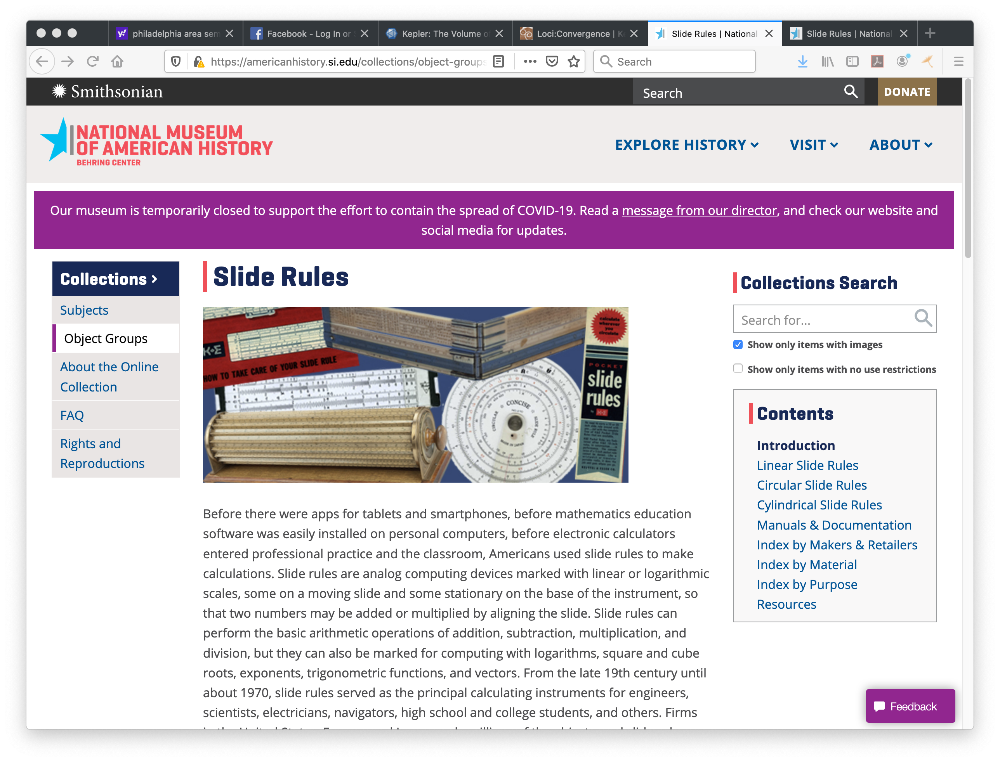 philadelphia area sem
Facebook - Log In or
Kepler: The Volume of
Loci:Convergence | K
Slide Rules | National
Slide Rules | National
https://americanhistory.si.edu/collections/object-groups
Search
Smithsonian
Search
DONATE
NATIONAL MUSEUM
OF AMERICAN HISTORY
BEHRING CENTER
EXPLORE HISTORY
VISIT
ABOUT
Our museum is temporarily closed to support the effort to contain the spread of COVID-19. Read a message from our director, and check our website and
social media for updates.
Collections >
Subjects
Object Groups
About the Online
Collection
FAQ
Rights and
Reproductions
Slide Rules
K+E
HOW TO TAKE CARE OF YOUR SLIDE RULE
calculate
wherever
you
circulate
POCKET
slide
rules
by K+E
CONCISE
CIRCULAR
SLIDE RULE
MADE IN JAPAN
Before there were apps for tablets and smartphones, before mathematics education
software was easily installed on personal computers, before electronic calculators
entered professional practice and the classroom, Americans used slide rules to make
calculations. Slide rules are analog computing devices marked with linear or logarithmic
scales, some on a moving slide and some stationary on the base of the instrument, so
that two numbers may be added or multiplied by aligning the slide. Slide rules can
perform the basic arithmetic operations of addition, subtraction, multiplication, and
division, but they can also be marked for computing with logarithms, square and cube
roots, exponents, trigonometric functions, and vectors. From the late 19th century until
about 1970, slide rules served as the principal calculating instruments for engineers,
scientists, electricians, navigators, high school and college students, and others. Firms
Collections Search
Search for...
Show only items with images
Show only items with no use restrictions
Contents
Introduction
Linear Slide Rules
Circular Slide Rules
Cylindrical Slide Rules
Manuals & Documentation
Index by Makers & Retailers
Index by Material
Index by Purpose
Resources
Feedback